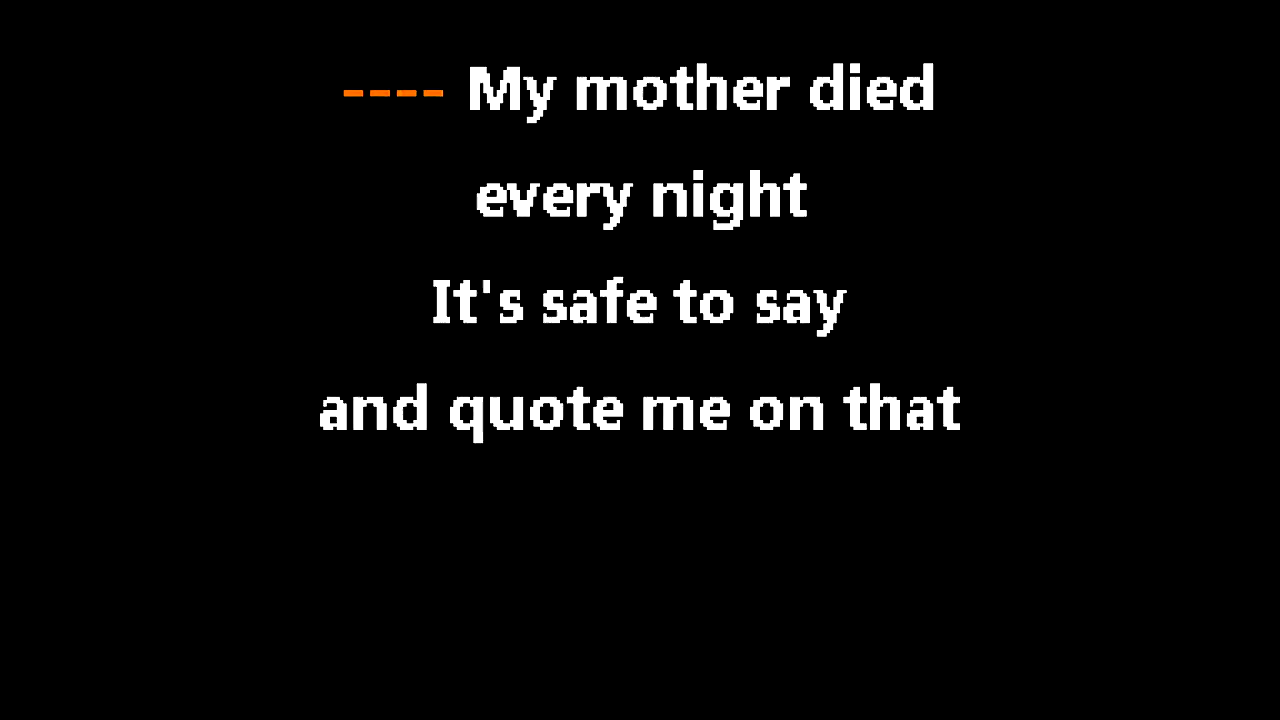 ---- My mother died
every night
It's safe to say
and quote me on that